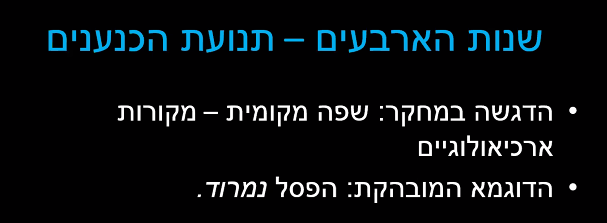 שנות הארבעים – תנועת הכנענים
• הדגשה במחקר: שפה מקומית – מקורות
ארכיאולוגיים
• הדוגמא המובהקת: הפסל נמרוד.